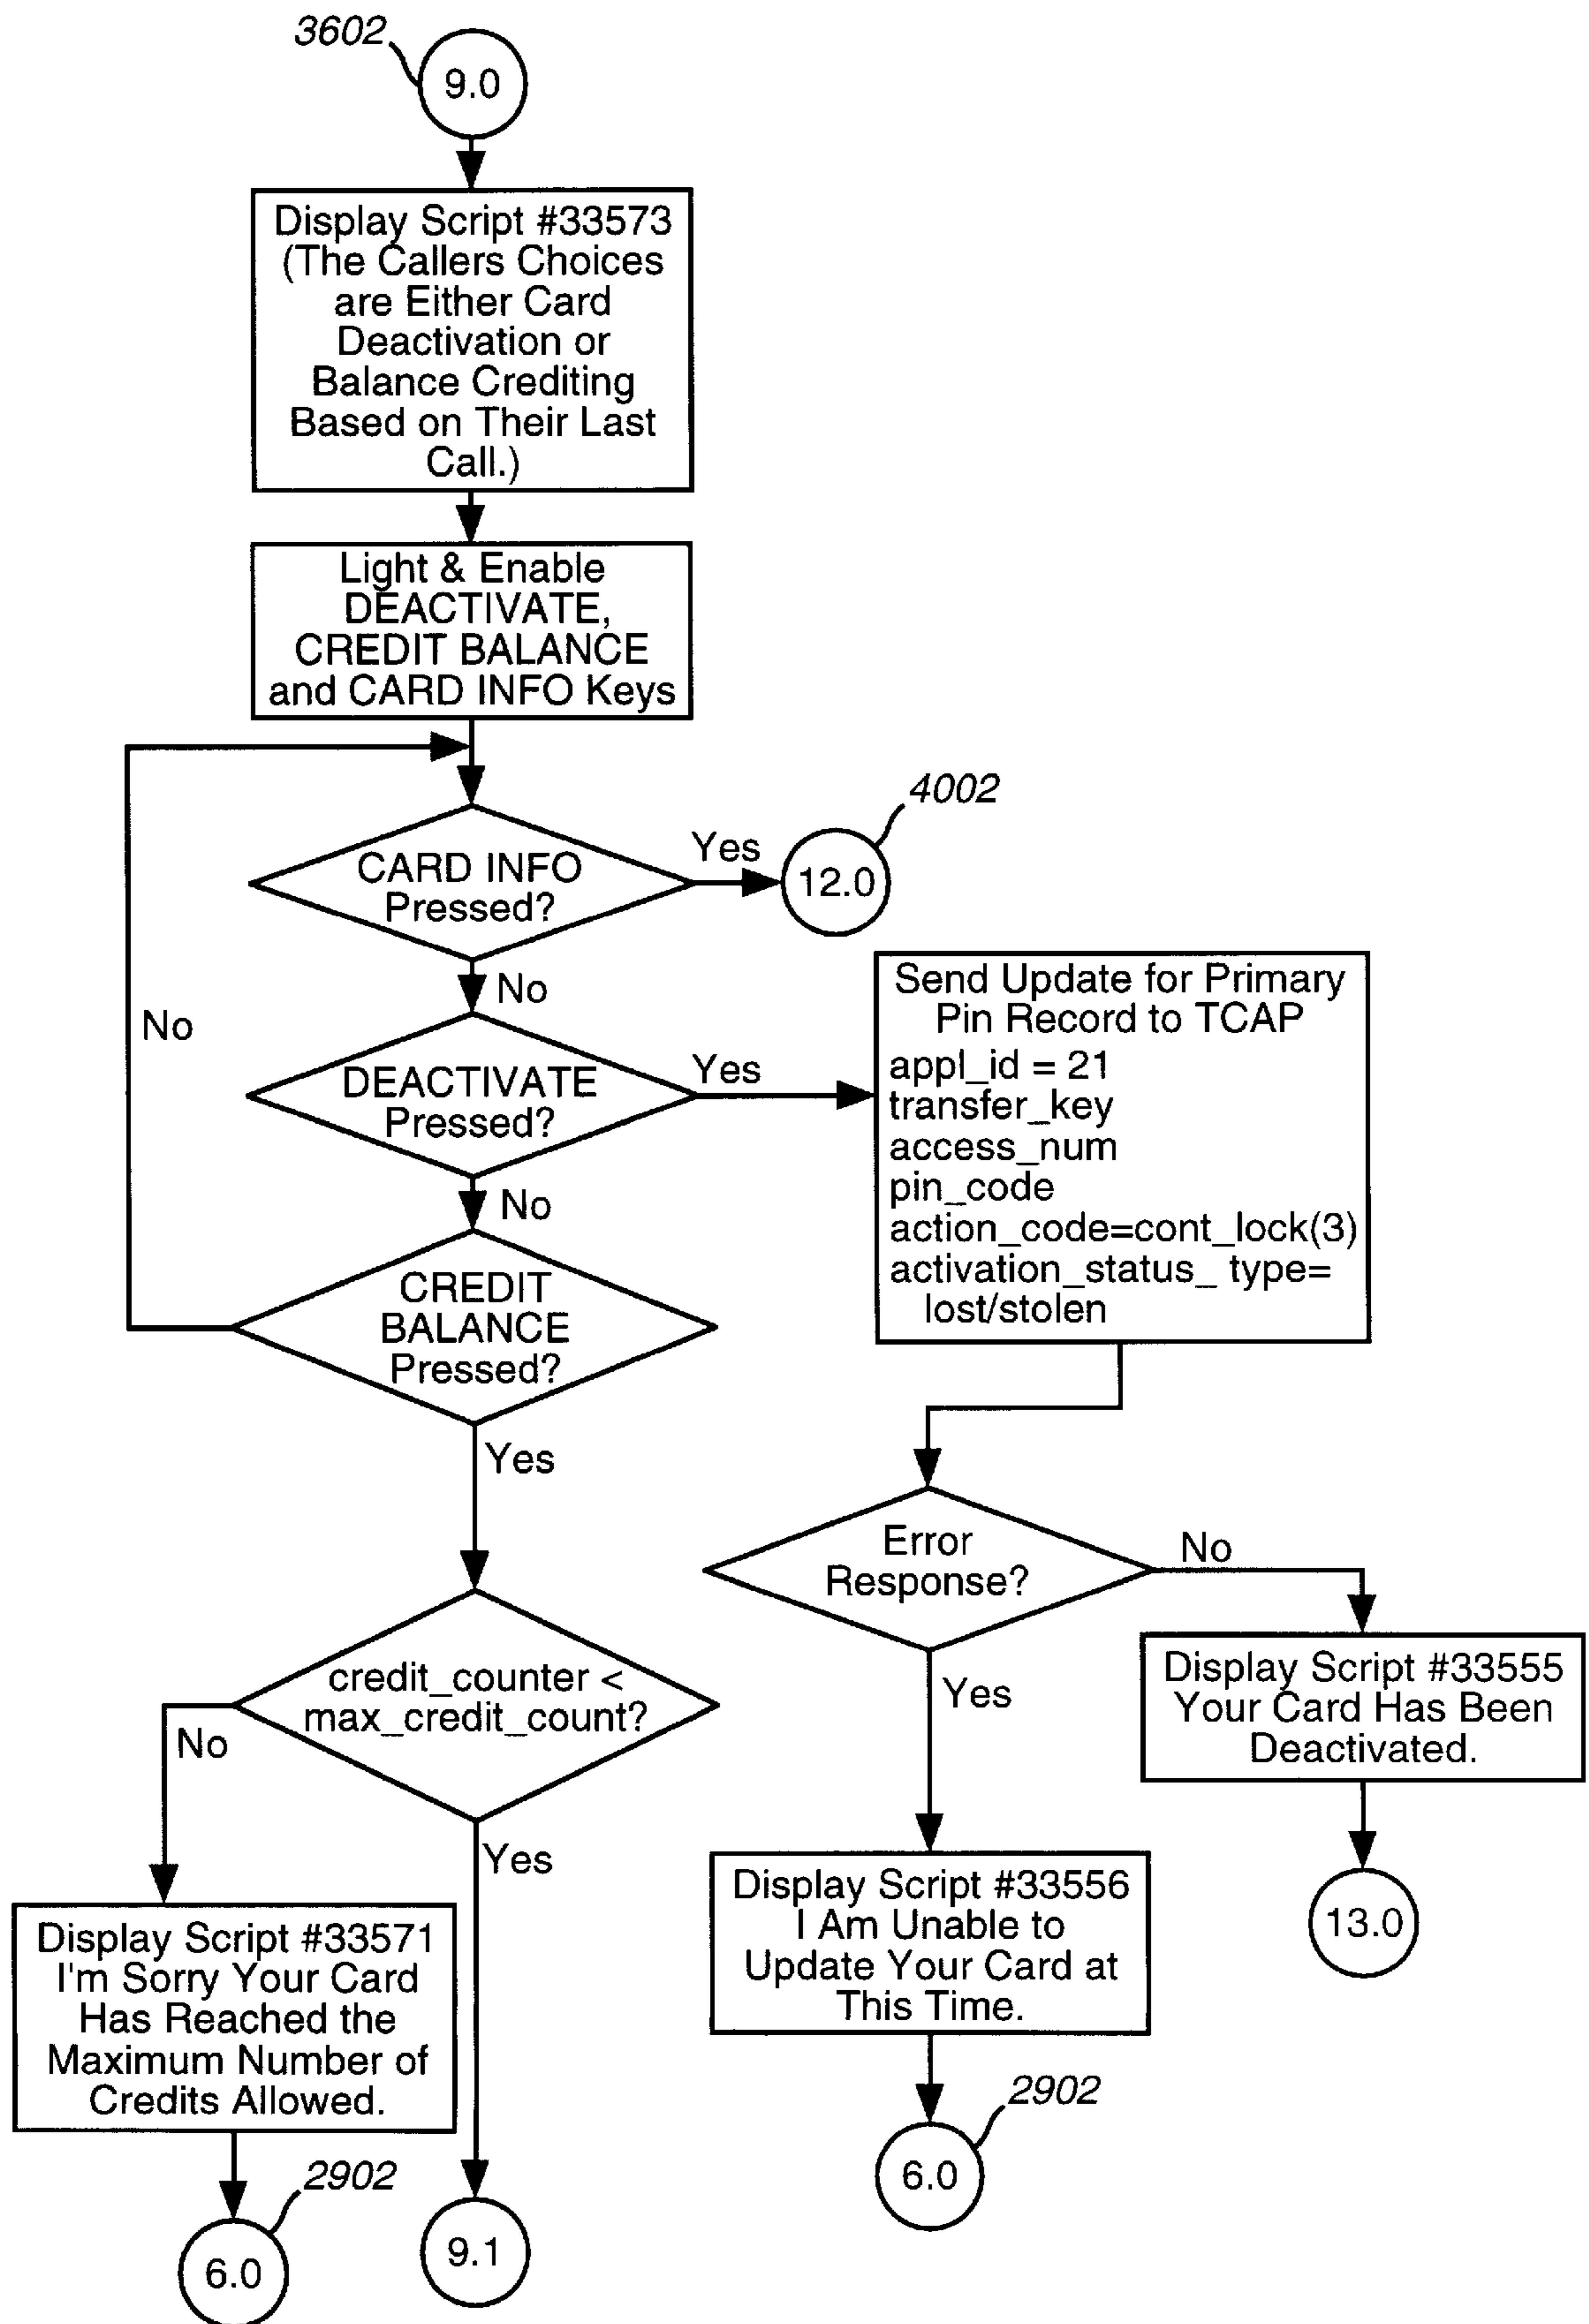 3602
9.0
Display Script #33573
(The Callers Choices
are Either Card
Deactivation or
Balance Crediting
Based on Their Last
Call.)
Light & Enable
DEACTIVATE,
CREDIT BALANCE
and CARD INFO Keys
4002
CARD INFO
Pressed?
Yes
12.0
No
No
DEACTIVATE
Pressed?
Yes
Send Update for Primary
Pin Record to TCAP
appl_id = 21
transfer_key
access_num
pin_code
action_code=cont_lock(3)
activation_status_ type=
lost/stolen
No
CREDIT
BALANCE
Pressed?
Yes
Error
Response?
No
Yes
Display Script #33555
Your Card Has Been
Deactivated.
13.0
credit_counter <
max_credit_count?
No
Yes
Display Script #33556
I Am Unable to
Update Your Card at
This Time.
2902
6.0
Display Script #33571
I'm Sorry Your Card
Has Reached the
Maximum Number of
Credits Allowed.
2902
6.0
9.1